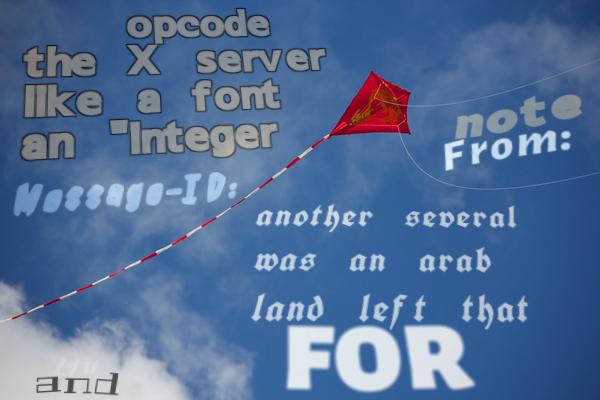 opcode
the X server
like a font
an "Integer
note
From:
Message-ID:
another several
was an arab
land left that
FOR
and